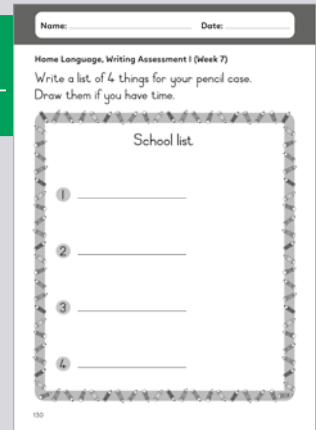 Name: Date:
Home Language, Writing Assessment 1 (Week 7)
Write a list of 4 things for your pencil case.
Draw them if you have time.
School list
1
2
3
4
130